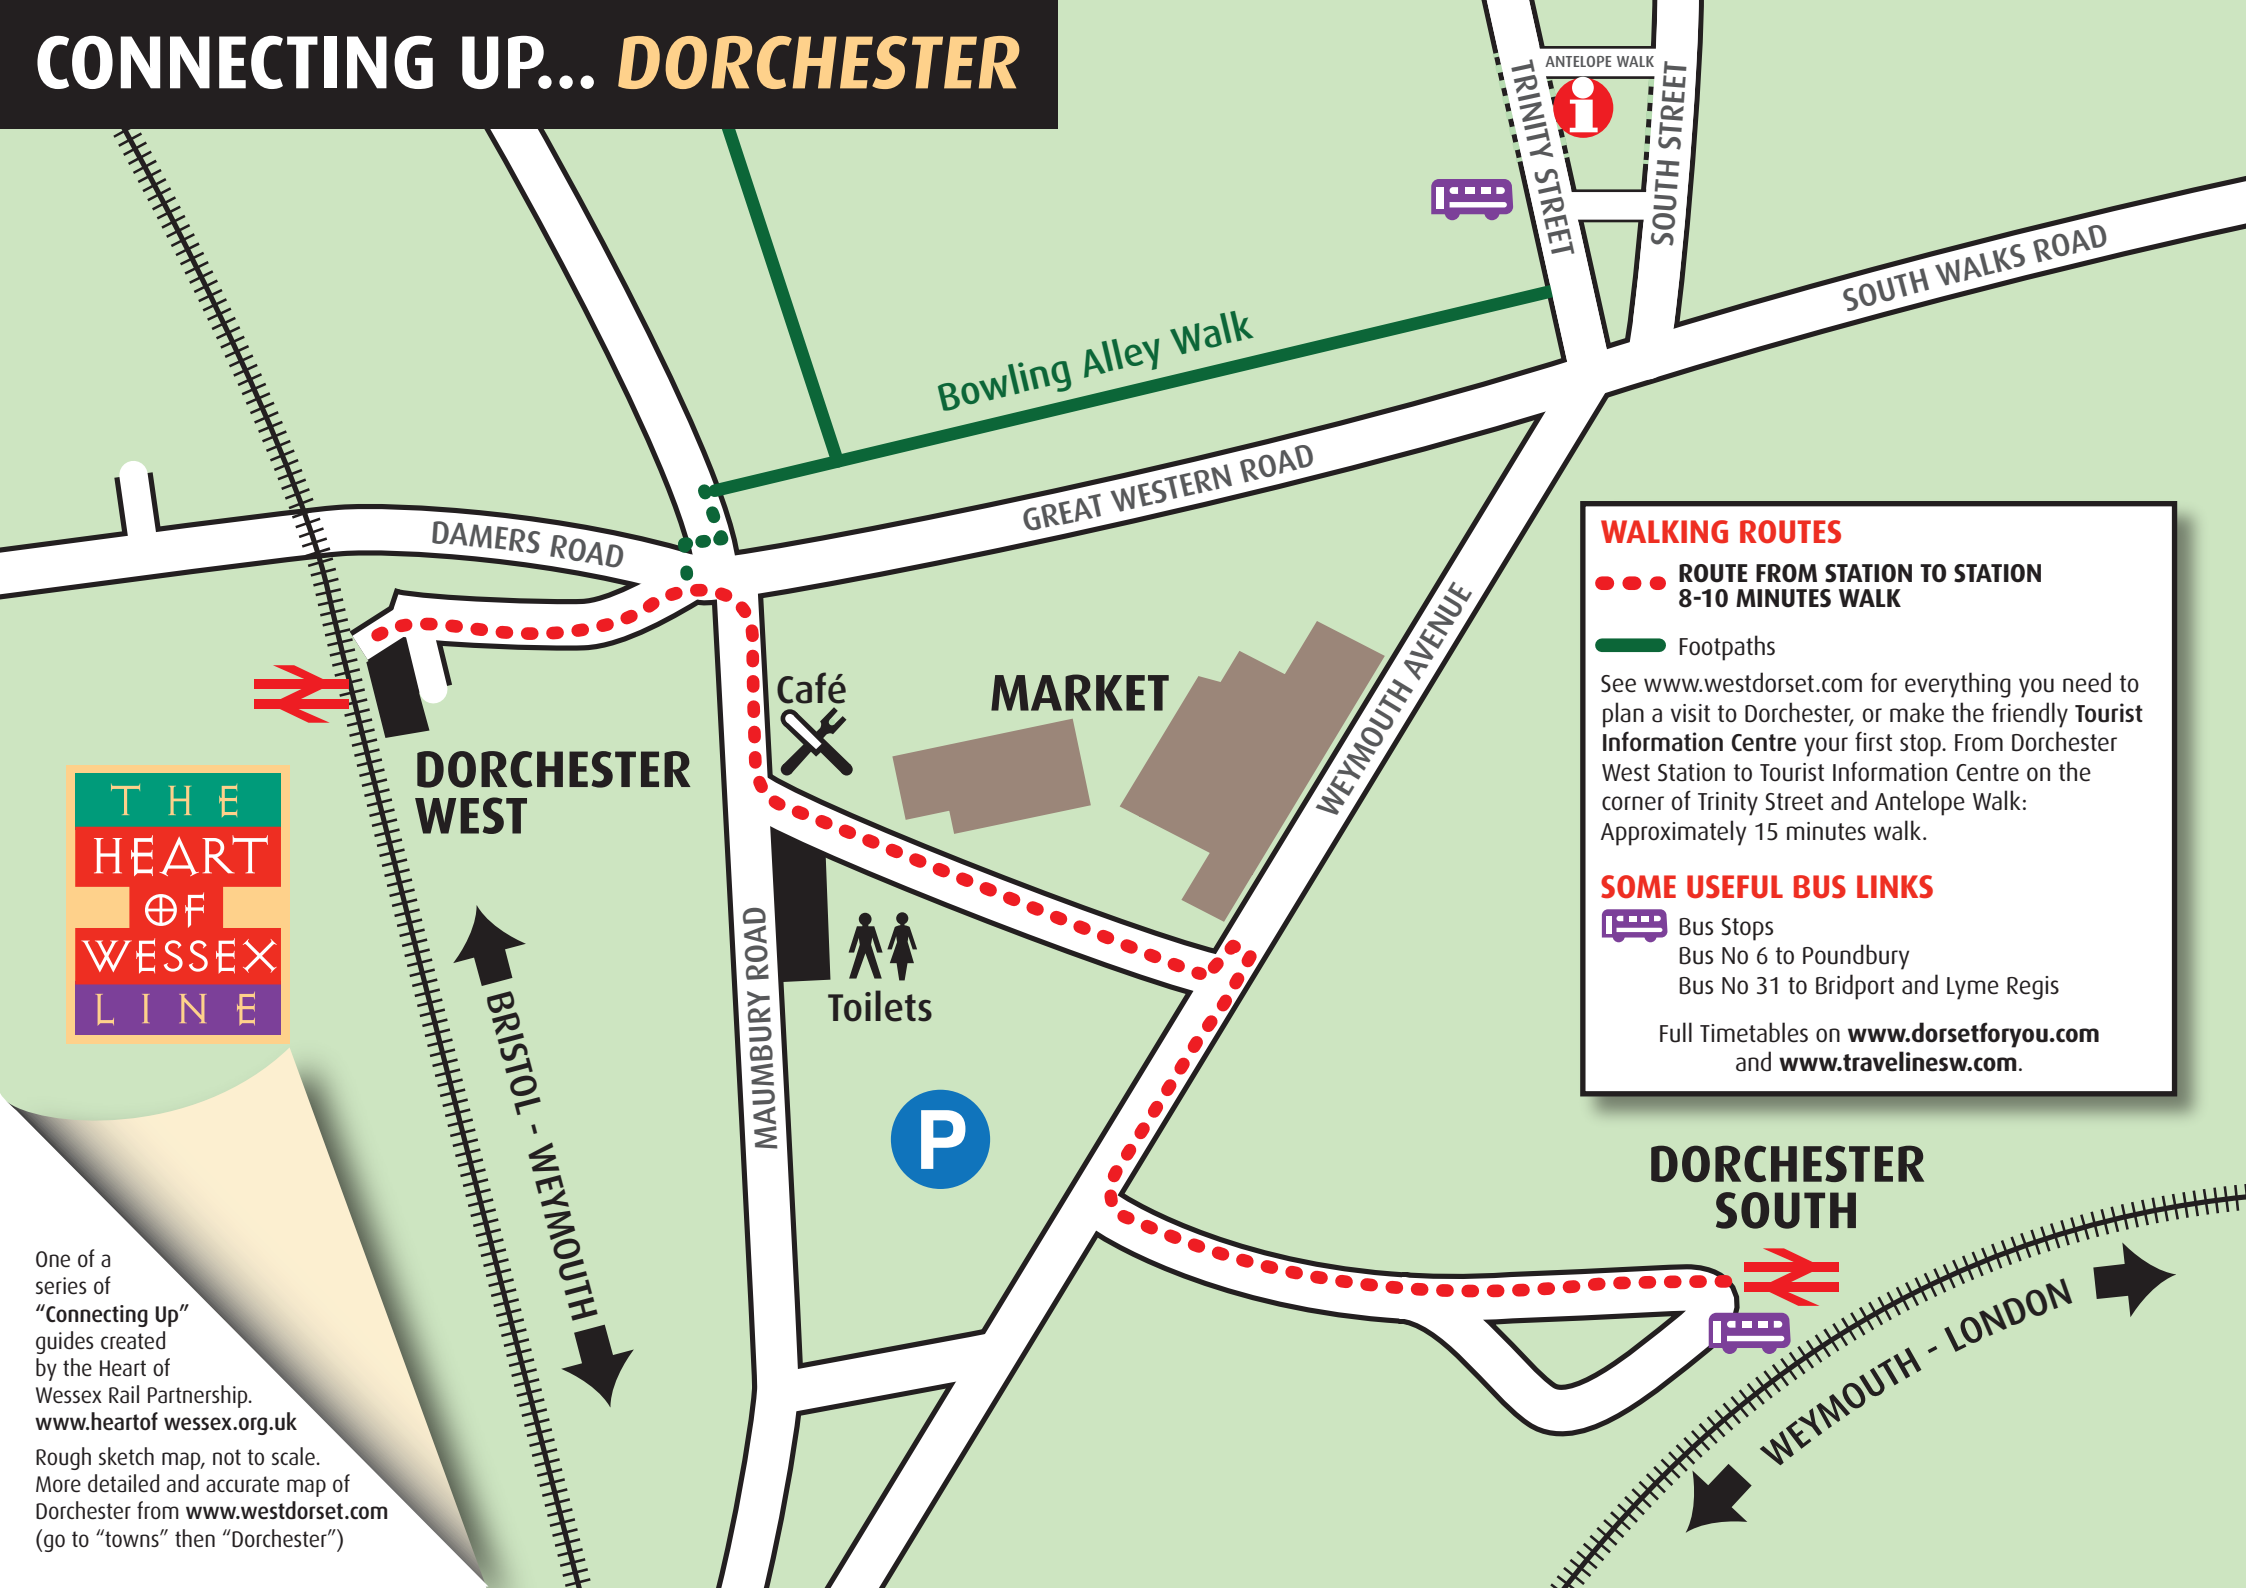 CONNECTING UP... DORCHESTER
ANTELOPE WALK
TRINITY STREET
SOUTH STREET
SOUTH WALKS ROAD
Bowling Alley Walk
GREAT WESTERN ROAD
DAMERS ROAD
WEYMOUTH AVENUE
Café
MARKET
DORCHESTER
WEST
THE
HEART
OF
WESSEX
LINE
BRISTOL - WEYMOUTH
MAUMBURY ROAD
Toilets
P
WALKING ROUTES
ROUTE FROM STATION TO STATION
8-10 MINUTES WALK
Footpaths
See www.westdorset.com for everything you need to
plan a visit to Dorchester, or make the friendly Tourist
Information Centre your first stop. From Dorchester
West Station to Tourist Information Centre on the
corner of Trinity Street and Antelope Walk:
Approximately 15 minutes walk.
SOME USEFUL BUS LINKS
Bus Stops
Bus No 6 to Poundbury
Bus No 31 to Bridport and Lyme Regis
Full Timetables on www.dorsetforyou.com
and www.travelinesw.com.
DORCHESTER
SOUTH
WEYMOUTH - LONDON
One of a
series of
“Connecting Up”
guides created
by the Heart of
Wessex Rail Partnership.
www.heartof wessex.org.uk
Rough sketch map, not to scale.
More detailed and accurate map of
Dorchester from www.westdorset.com
(go to “towns” then “Dorchester”)